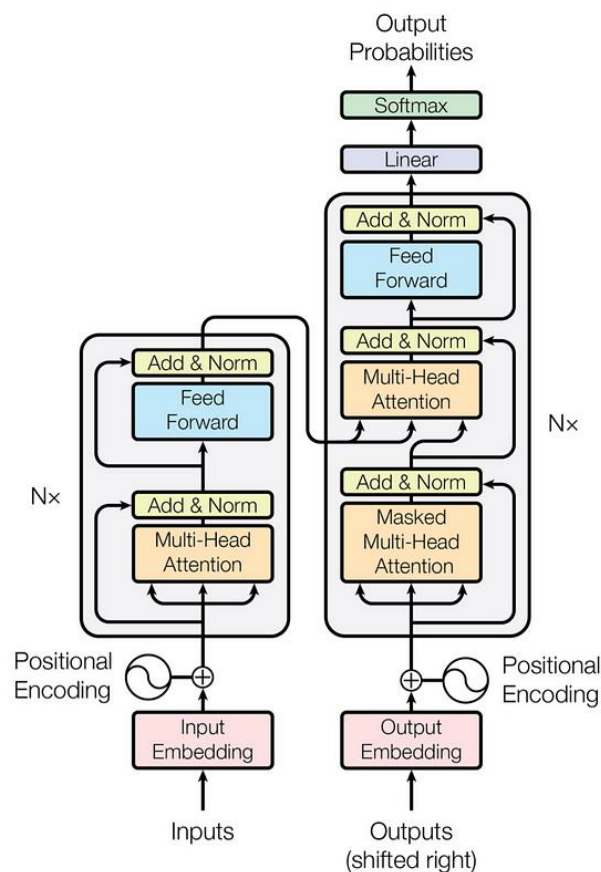 Output
Probabilities
Softmax
Linear
Add & Norm
Feed
Forward
Add & Norm
Multi-Head
Attention
Add & Norm
Masked
Multi-Head
Attention
N×
Positional
Encoding
Output
Embedding
Outputs
(shifted right)
Add & Norm
Feed
Forward
Add & Norm
Multi-Head
Attention
N×
Positional
Encoding
Input
Embedding
Inputs